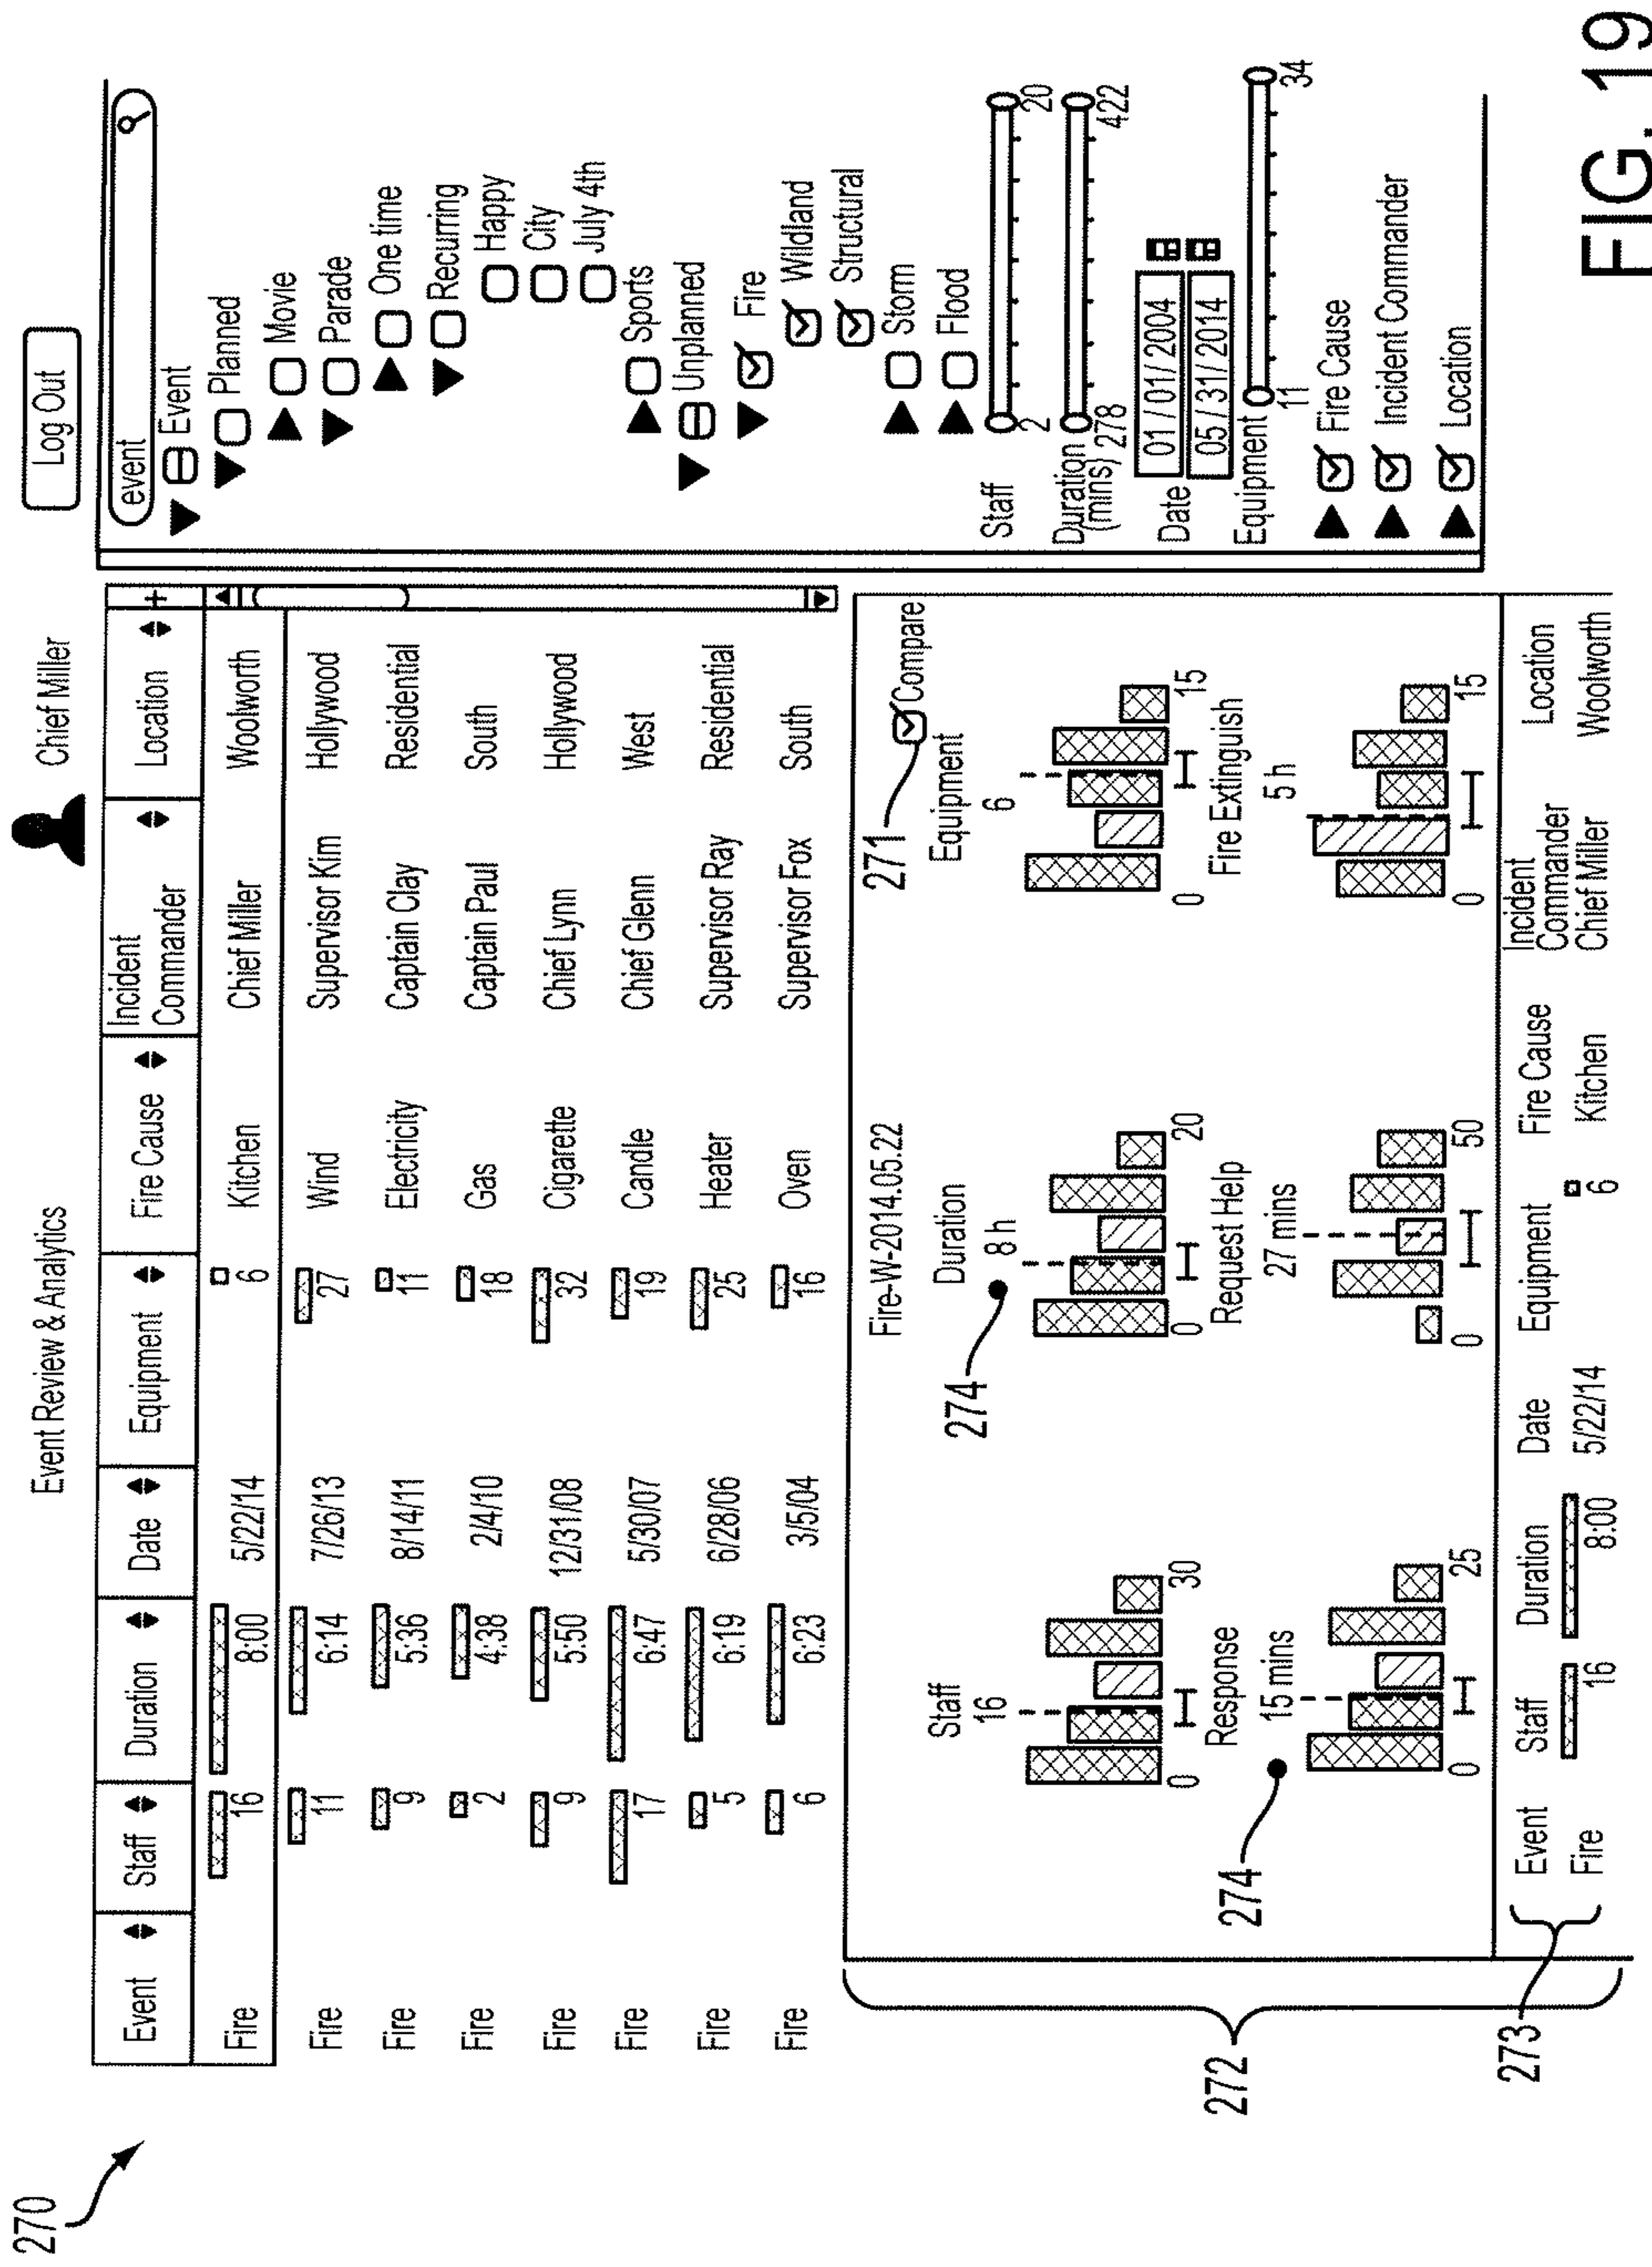 270
Event Review & Analytics
Chief Miller
Log Out
Event Staff Duration Date Equipment Fire Cause Incident Commander Location +
Fire 16 8:00 5/22/14 6 Kitchen Chief Miller Woolworth
Fire 11 6:14 7/26/13 27 Wind Supervisor Kim Hollywood
Fire 9 5:36 8/14/11 11 Electricity Captain Clay Residential
Fire 2 4:38 2/4/10 18 Gas Captain Paul South
Fire 9 5:50 12/31/08 32 Cigarette Chief Lynn Hollywood
Fire 17 6:47 5/30/07 19 Candle Chief Glenn West
Fire 5 6:19 6/28/06 25 Heater Supervisor Ray Residential
Fire 6 6:23 3/5/04 16 Oven Supervisor Fox South
event
Event
Planned
Movie
Parade
One time
Recurring
Happy
City
July 4th
Sports
Unplanned
Fire
Wildland
Structural
Storm
Flood
Staff
2 20
Duration
(mins) 278 422
Date 01/01/2004
05/31/2014
Equipment
11 34
Fire Cause
Incident Commander
Location
272
Fire-W-2014.05.22
271
Compare
Staff
16
0 30
274
Duration
8 h
0 20
Equipment
6
0 15
274
Response
15 mins
0 25
Request Help
27 mins
0 50
Fire Extinguish
5 h
0 15
273
Event Staff Duration Date Equipment Fire Cause Incident Commander Location
Fire 16 8:00 5/22/14 6 Kitchen Chief Miller Woolworth
FIG. 19